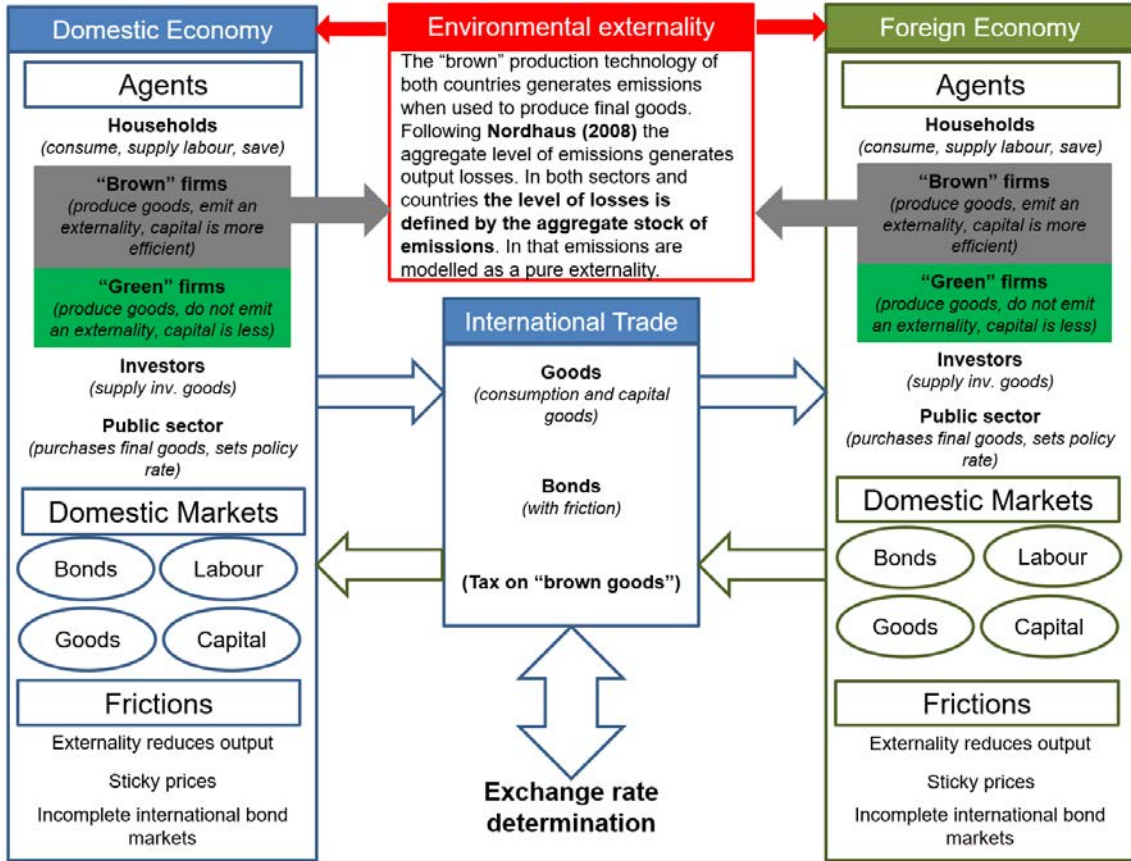 Domestic Economy
Agents
Households
(consume, supply labour, save)
“Brown” firms
(produce goods, emit an
externality, capital is more
efficient)
“Green” firms
(produce goods, do not emit
an externality, capital is less)
Investors
(supply inv. goods)
Public sector
(purchases final goods, sets policy
rate)
Domestic Markets
Bonds
Labour
Goods
Capital
Frictions
Externality reduces output
Sticky prices
Incomplete international bond
markets
Environmental externality
The “brown” production technology of
both countries generates emissions
when used to produce final goods.
Following Nordhaus (2008) the
aggregate level of emissions generates
output losses. In both sectors and
countries the level of losses is
defined by the aggregate stock of
emissions. In that emissions are
modelled as a pure externality.
International Trade
Goods
(consumption and capital
goods)
Bonds
(with friction)
(Tax on “brown goods”)
Exchange rate
determination
Foreign Economy
Agents
Households
(consume, supply labour, save)
“Brown” firms
(produce goods, emit an
externality, capital is more
efficient)
“Green” firms
(produce goods, do not emit
an externality, capital is less)
Investors
(supply inv. goods)
Public sector
(purchases final goods, sets policy
rate)
Domestic Markets
Bonds
Labour
Goods
Capital
Frictions
Externality reduces output
Sticky prices
Incomplete international bond
markets